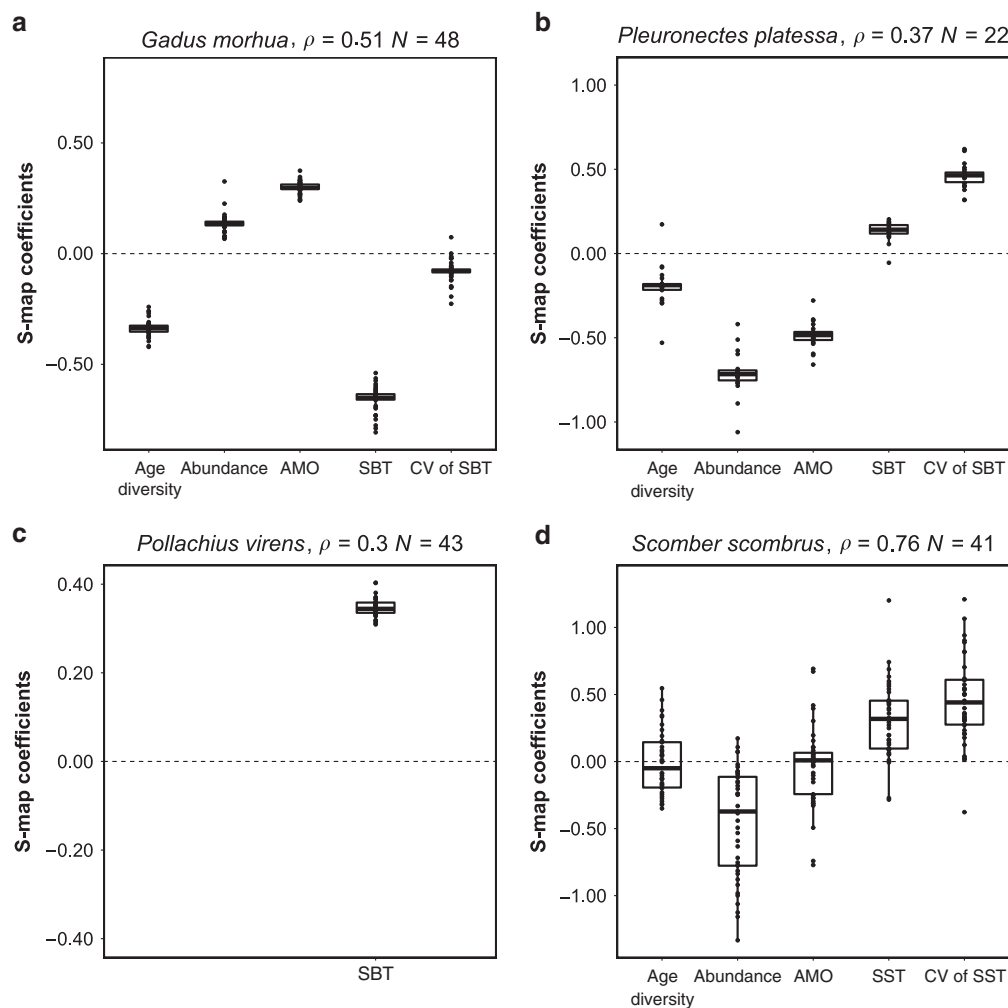 a
Gadus morhua, ρ = 0.51 N = 48
S-map coefficients
0.50
0.00
−0.50
Age diversity
Abundance
AMO
SBT
CV of SBT
b
Pleuronectes platessa, ρ = 0.37 N = 22
S-map coefficients
1.00
0.50
0.00
−0.50
−1.00
Age diversity
Abundance
AMO
SBT
CV of SBT
c
Pollachius virens, ρ = 0.3 N = 43
S-map coefficients
0.40
0.20
0.00
−0.20
−0.40
SBT
d
Scomber scombrus, ρ = 0.76 N = 41
S-map coefficients
1.00
0.50
0.00
−0.50
−1.00
Age diversity
Abundance
AMO
SST
CV of SST